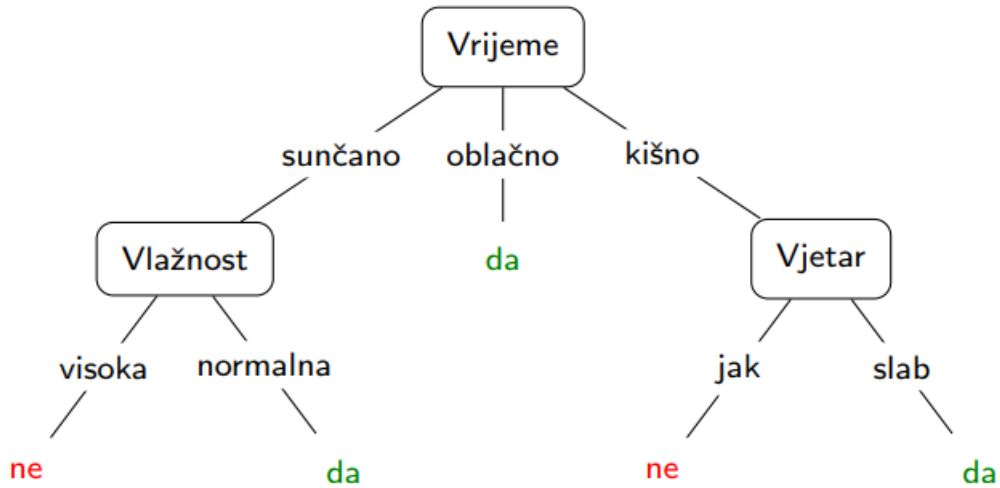 Vrijeme
sunčano oblačno kišno
Vlažnost da Vjetar
visoka normalna jak slab
ne da ne da